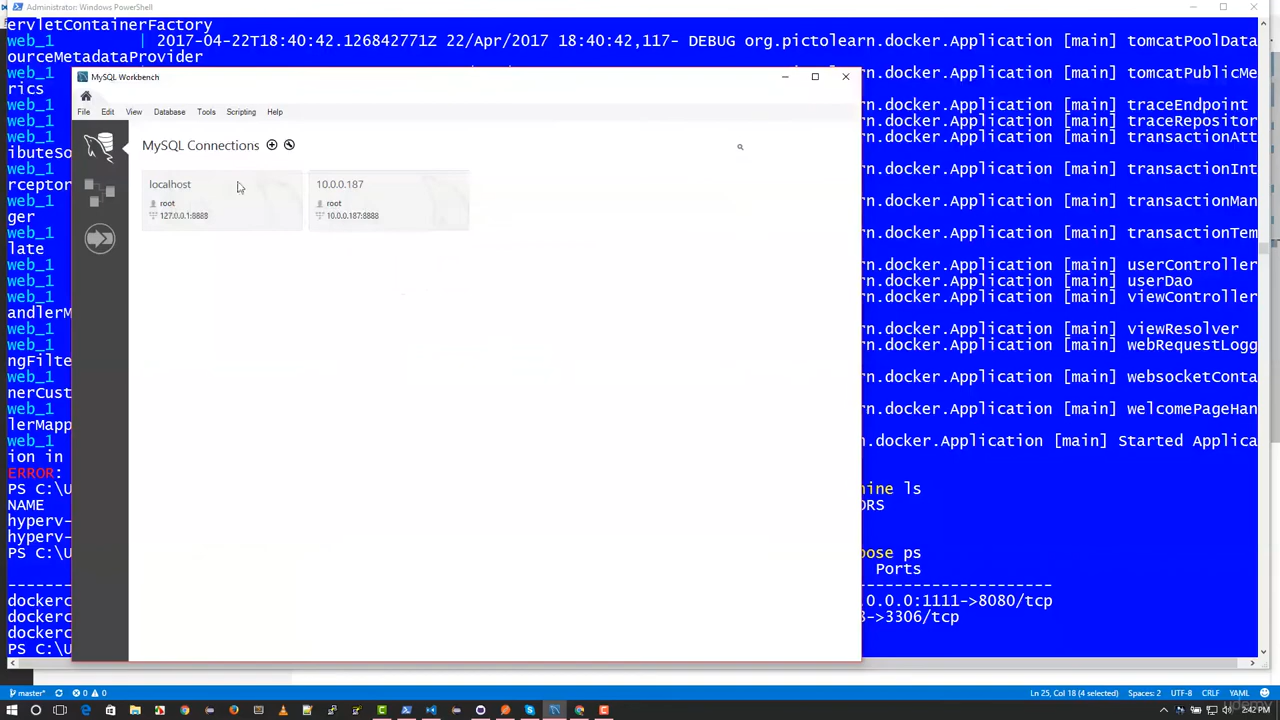 Administrator: Windows PowerShell
ervletContainerFactory
web_1 | 2017-04-22T18:40:42.126842771Z 22/Apr/2017 18:40:42,117- DEBUG org.pictolearn.docker.Application [main] tomcatPoolData
ourceMetadataProvider
web_1 rn.docker.Application [main] tomcatPublicMe
rics
web_1 rn.docker.Application [main] traceEndpoint
web_1 rn.docker.Application [main] traceRepositor
web_1 rn.docker.Application [main] transactionAtt
ibuteSo
web_1 rn.docker.Application [main] transactionInt
rceptor
web_1 rn.docker.Application [main] transactionMan
ger
web_1 rn.docker.Application [main] transactionTem
late
web_1 rn.docker.Application [main] userController
web_1 rn.docker.Application [main] userDao
web_1 rn.docker.Application [main] viewController
andlerM
web_1 rn.docker.Application [main] viewResolver
web_1 rn.docker.Application [main] webRequestLogg
ngFilte
web_1 rn.docker.Application [main] websocketConta
nerCust
web_1 rn.docker.Application [main] welcomePageHan
lerMapp
web_1 n.docker.Application [main] Started Applica
ion in
ERROR:
PS C:\U hine ls
NAME ORS
hyperv-
hyperv-
PS C:\U pose ps
Ports
dockerc .0.0.0:1111->8080/tcp
dockerc 8->3306/tcp
dockerc
PS C:\U
MySQL Workbench
File Edit View Database Tools Scripting Help
MySQL Connections
localhost
root
127.0.0.1:8888
10.0.0.187
root
10.0.0.187:8888
master* 0 0 Ln 25, Col 18 (4 selected) Spaces: 2 UTF-8 CRLF YAML
2:42 PM
udemy